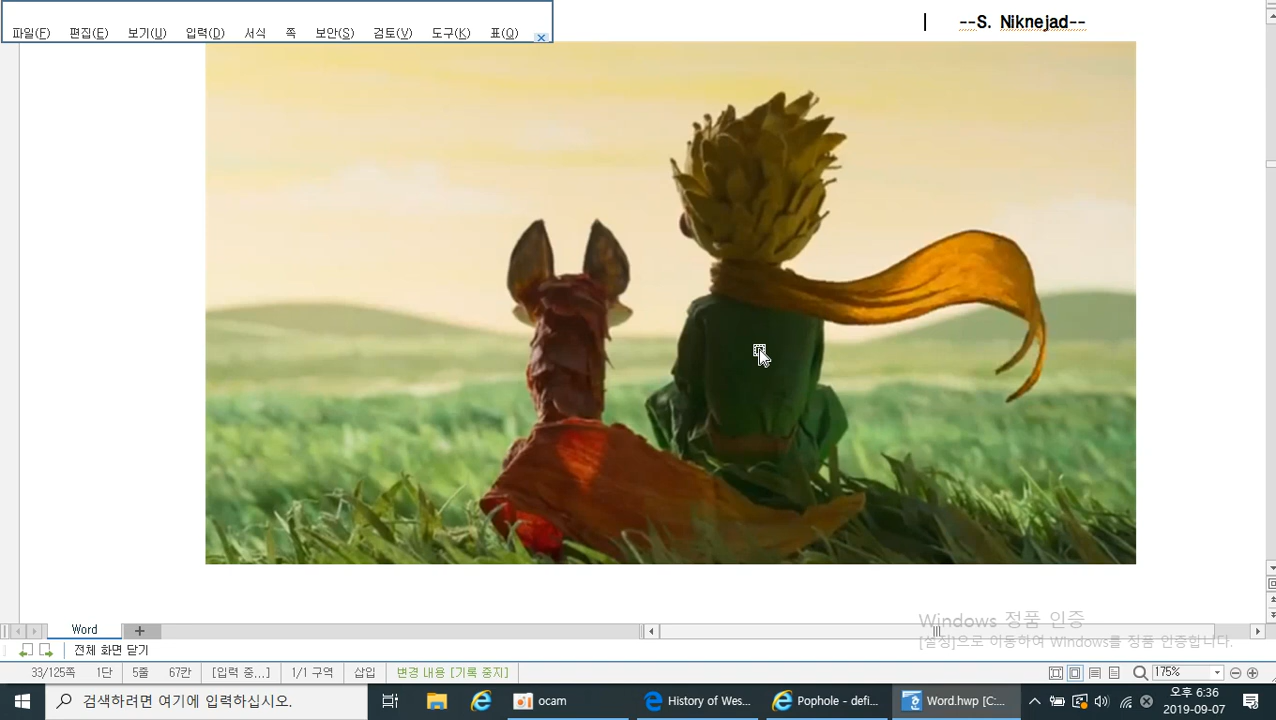 --S. Niknejad--
파일(F) 편집(E) 보기(U) 입력(D) 서식 쪽 보안(S) 검토(V) 도구(K) 표(Q)
Windows 정품 인증
Word
[설정]으로 이동하여 Windows를 정품 인증합니다.
전체 화면 닫기
33/125쪽 1단 5줄 67칸 [입력 중...] 1/1 구역 삽입 변경 내용 [기록 중지] 175%
검색하려면 여기에 입력하십시오. ocam History of Wes... Pophole - defi... Word.hwp [C:... 오후 6:36
2019-09-07